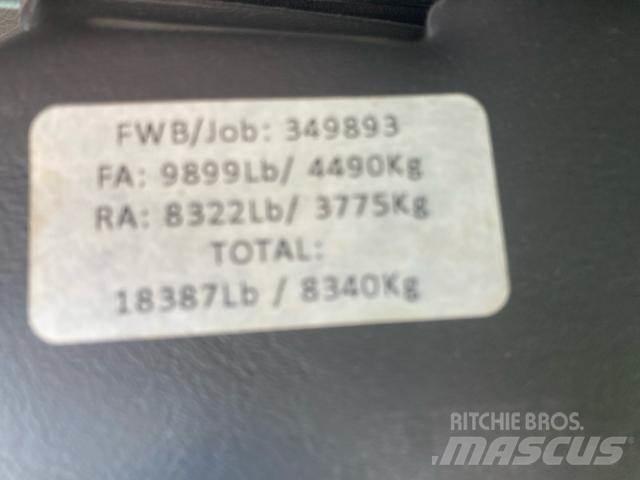 FWB/Job: 349893
FA: 9899Lb/ 4490Kg
RA: 8322Lb/ 3775Kg
TOTAL:
18387Lb / 8340Kg
RITCHIE BROS.
MASCUS